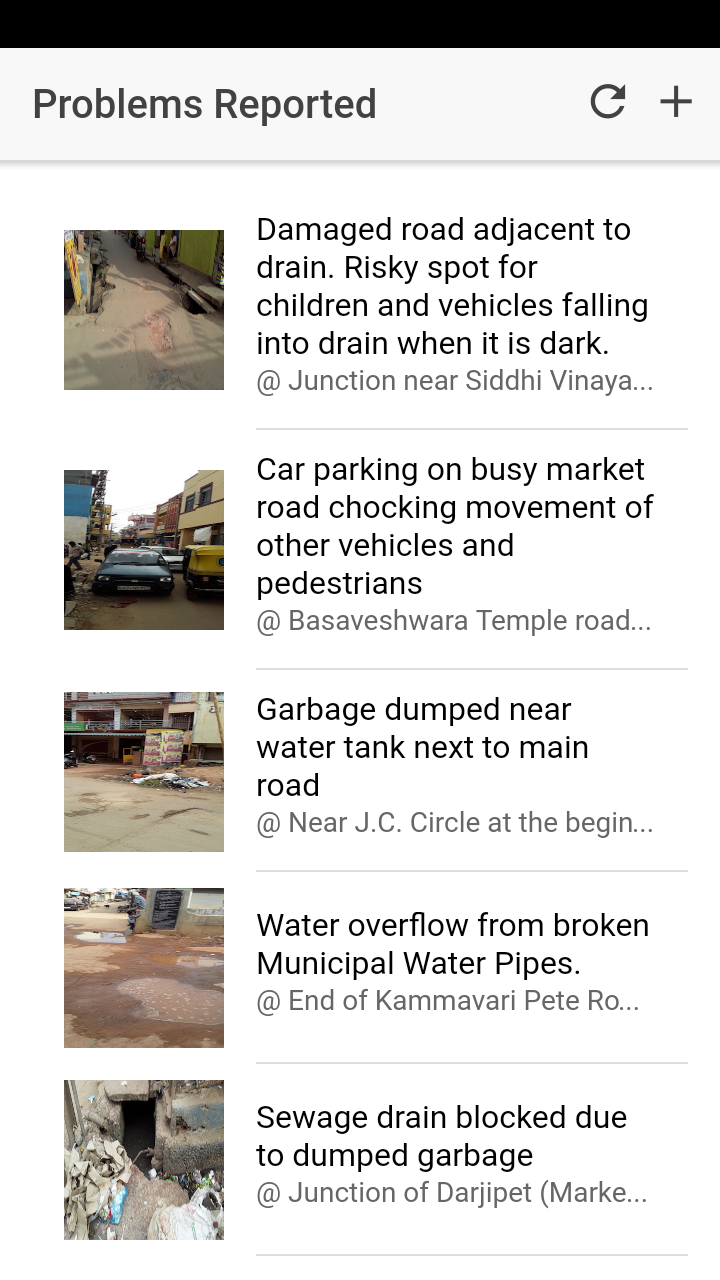 Problems Reported
Damaged road adjacent to
drain. Risky spot for
children and vehicles falling
into drain when it is dark.
@ Junction near Siddhi Vinaya...
Car parking on busy market
road chocking movement of
other vehicles and
pedestrians
@ Basaveshwara Temple road...
Garbage dumped near
water tank next to main
road
@ Near J.C. Circle at the begin...
Water overflow from broken
Municipal Water Pipes.
@ End of Kammavari Pete Ro...
Sewage drain blocked due
to dumped garbage
@ Junction of Darjipet (Marke...